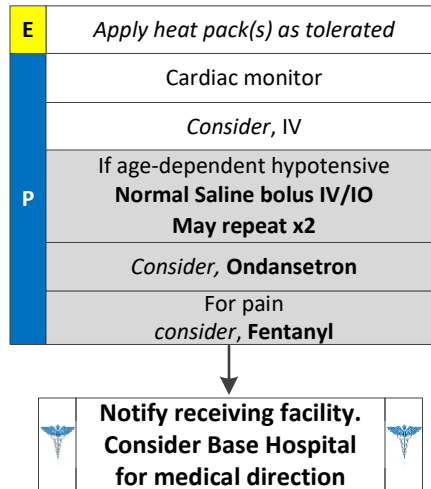 E
Apply heat pack(s) as tolerated
P
Cardiac monitor
Consider, IV
If age-dependent hypotensive
Normal Saline bolus IV/IO
May repeat x2
Consider, Ondansetron
For pain
consider, Fentanyl
Notify receiving facility.
Consider Base Hospital
for medical direction